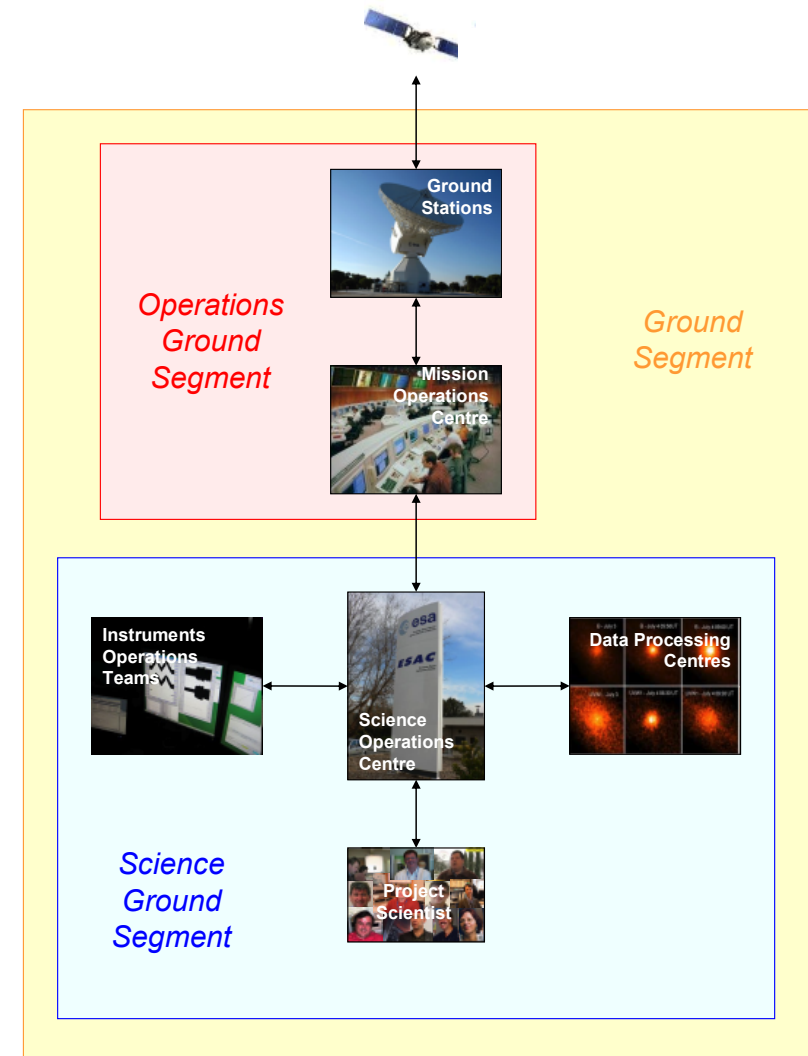 Ground
Stations
Operations
Ground
Segment
Ground
Segment
Mission
Operations
Centre
Instruments
Operations
Teams
esa
ESAC
Science
Operations
Centre
Data Processing
Centres
Science
Ground
Segment
Project
Scientist